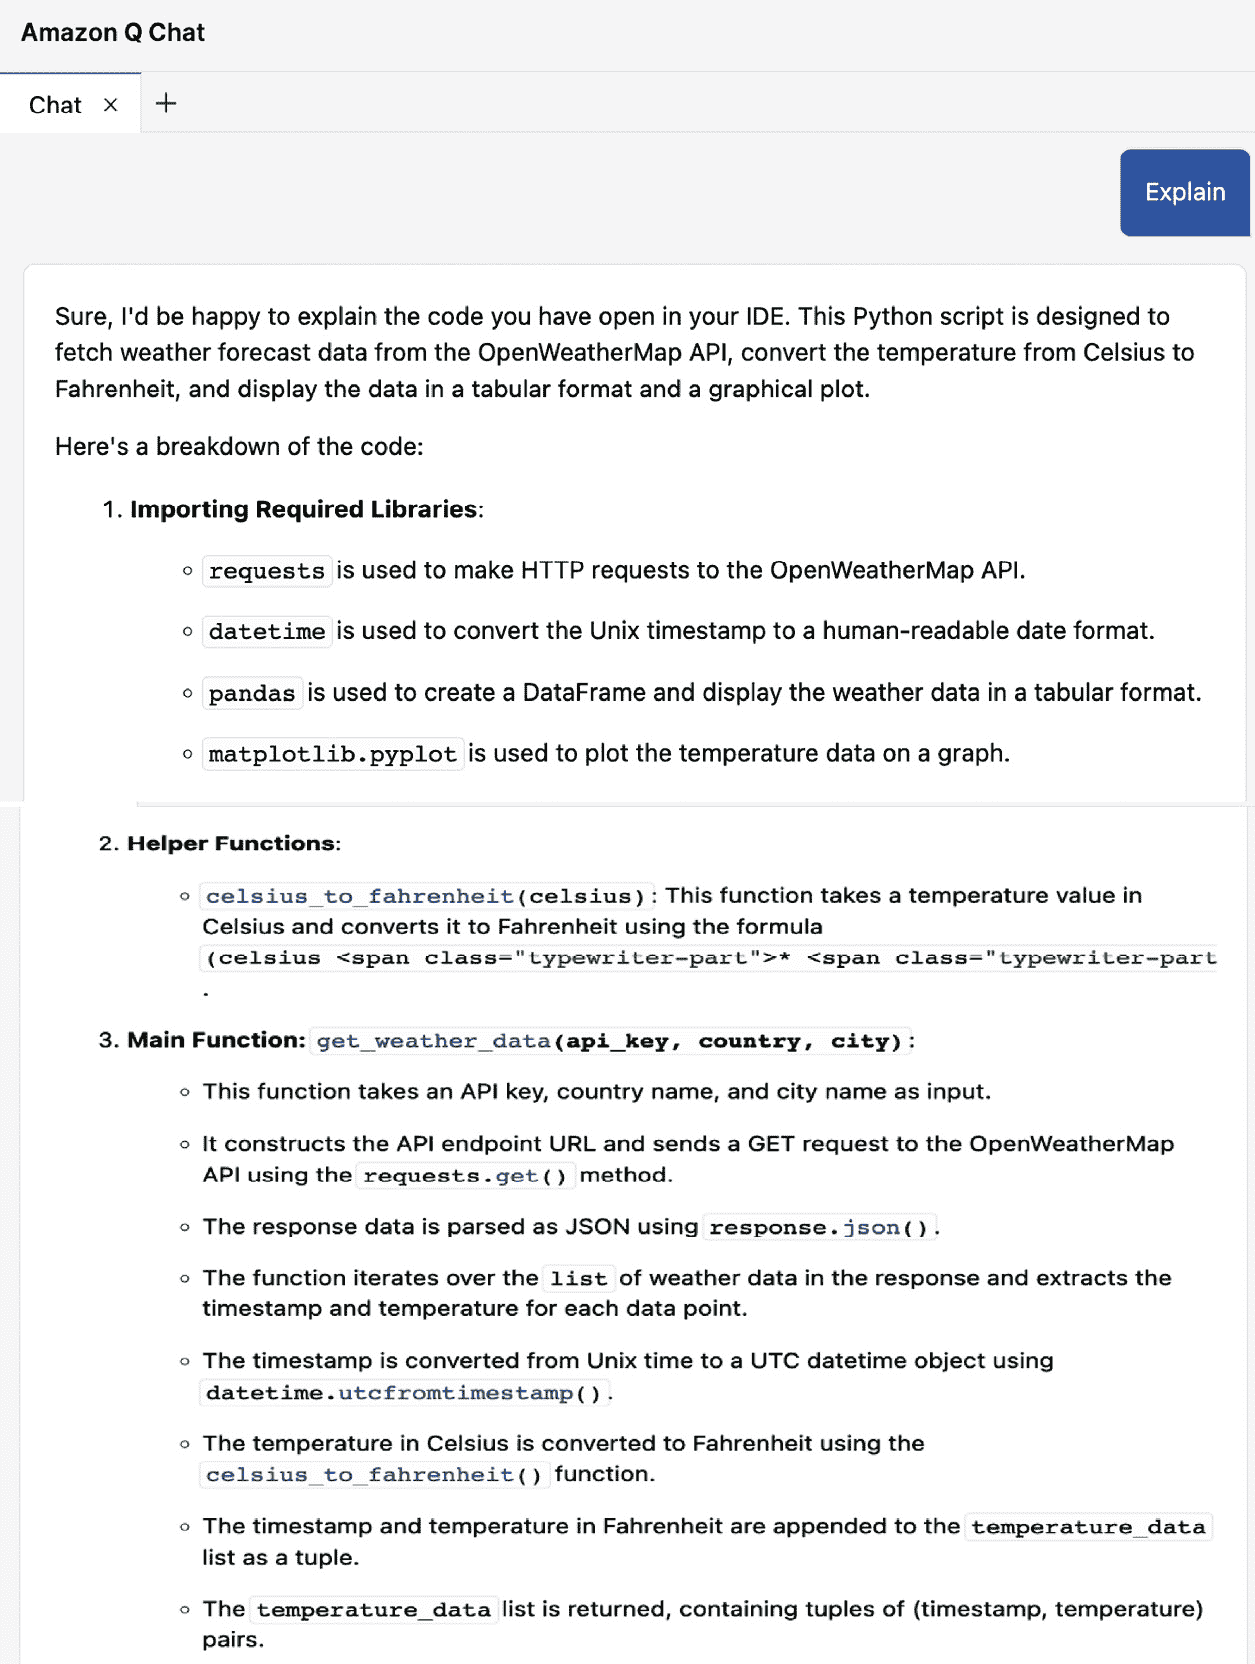 Amazon Q Chat
Chat × +
Explain
Sure, I'd be happy to explain the code you have open in your IDE. This Python script is designed to
fetch weather forecast data from the OpenWeatherMap API, convert the temperature from Celsius to
Fahrenheit, and display the data in a tabular format and a graphical plot.
Here's a breakdown of the code:
1. Importing Required Libraries:
requests is used to make HTTP requests to the OpenWeatherMap API.
datetime is used to convert the Unix timestamp to a human-readable date format.
pandas is used to create a DataFrame and display the weather data in a tabular format.
matplotlib.pyplot is used to plot the temperature data on a graph.
2. Helper Functions:
celsius_to_fahrenheit(celsius): This function takes a temperature value in
Celsius and converts it to Fahrenheit using the formula
(celsius <span class="typewriter-part">* <span class="typewriter-part
.
3. Main Function: get_weather_data(api_key, country, city):
This function takes an API key, country name, and city name as input.
It constructs the API endpoint URL and sends a GET request to the OpenWeatherMap
API using the requests.get() method.
The response data is parsed as JSON using response.json().
The function iterates over the list of weather data in the response and extracts the
timestamp and temperature for each data point.
The timestamp is converted from Unix time to a UTC datetime object using
datetime.utcfromtimestamp().
The temperature in Celsius is converted to Fahrenheit using the
celsius_to_fahrenheit() function.
The timestamp and temperature in Fahrenheit are appended to the temperature_data
list as a tuple.
The temperature_data list is returned, containing tuples of (timestamp, temperature)
pairs.